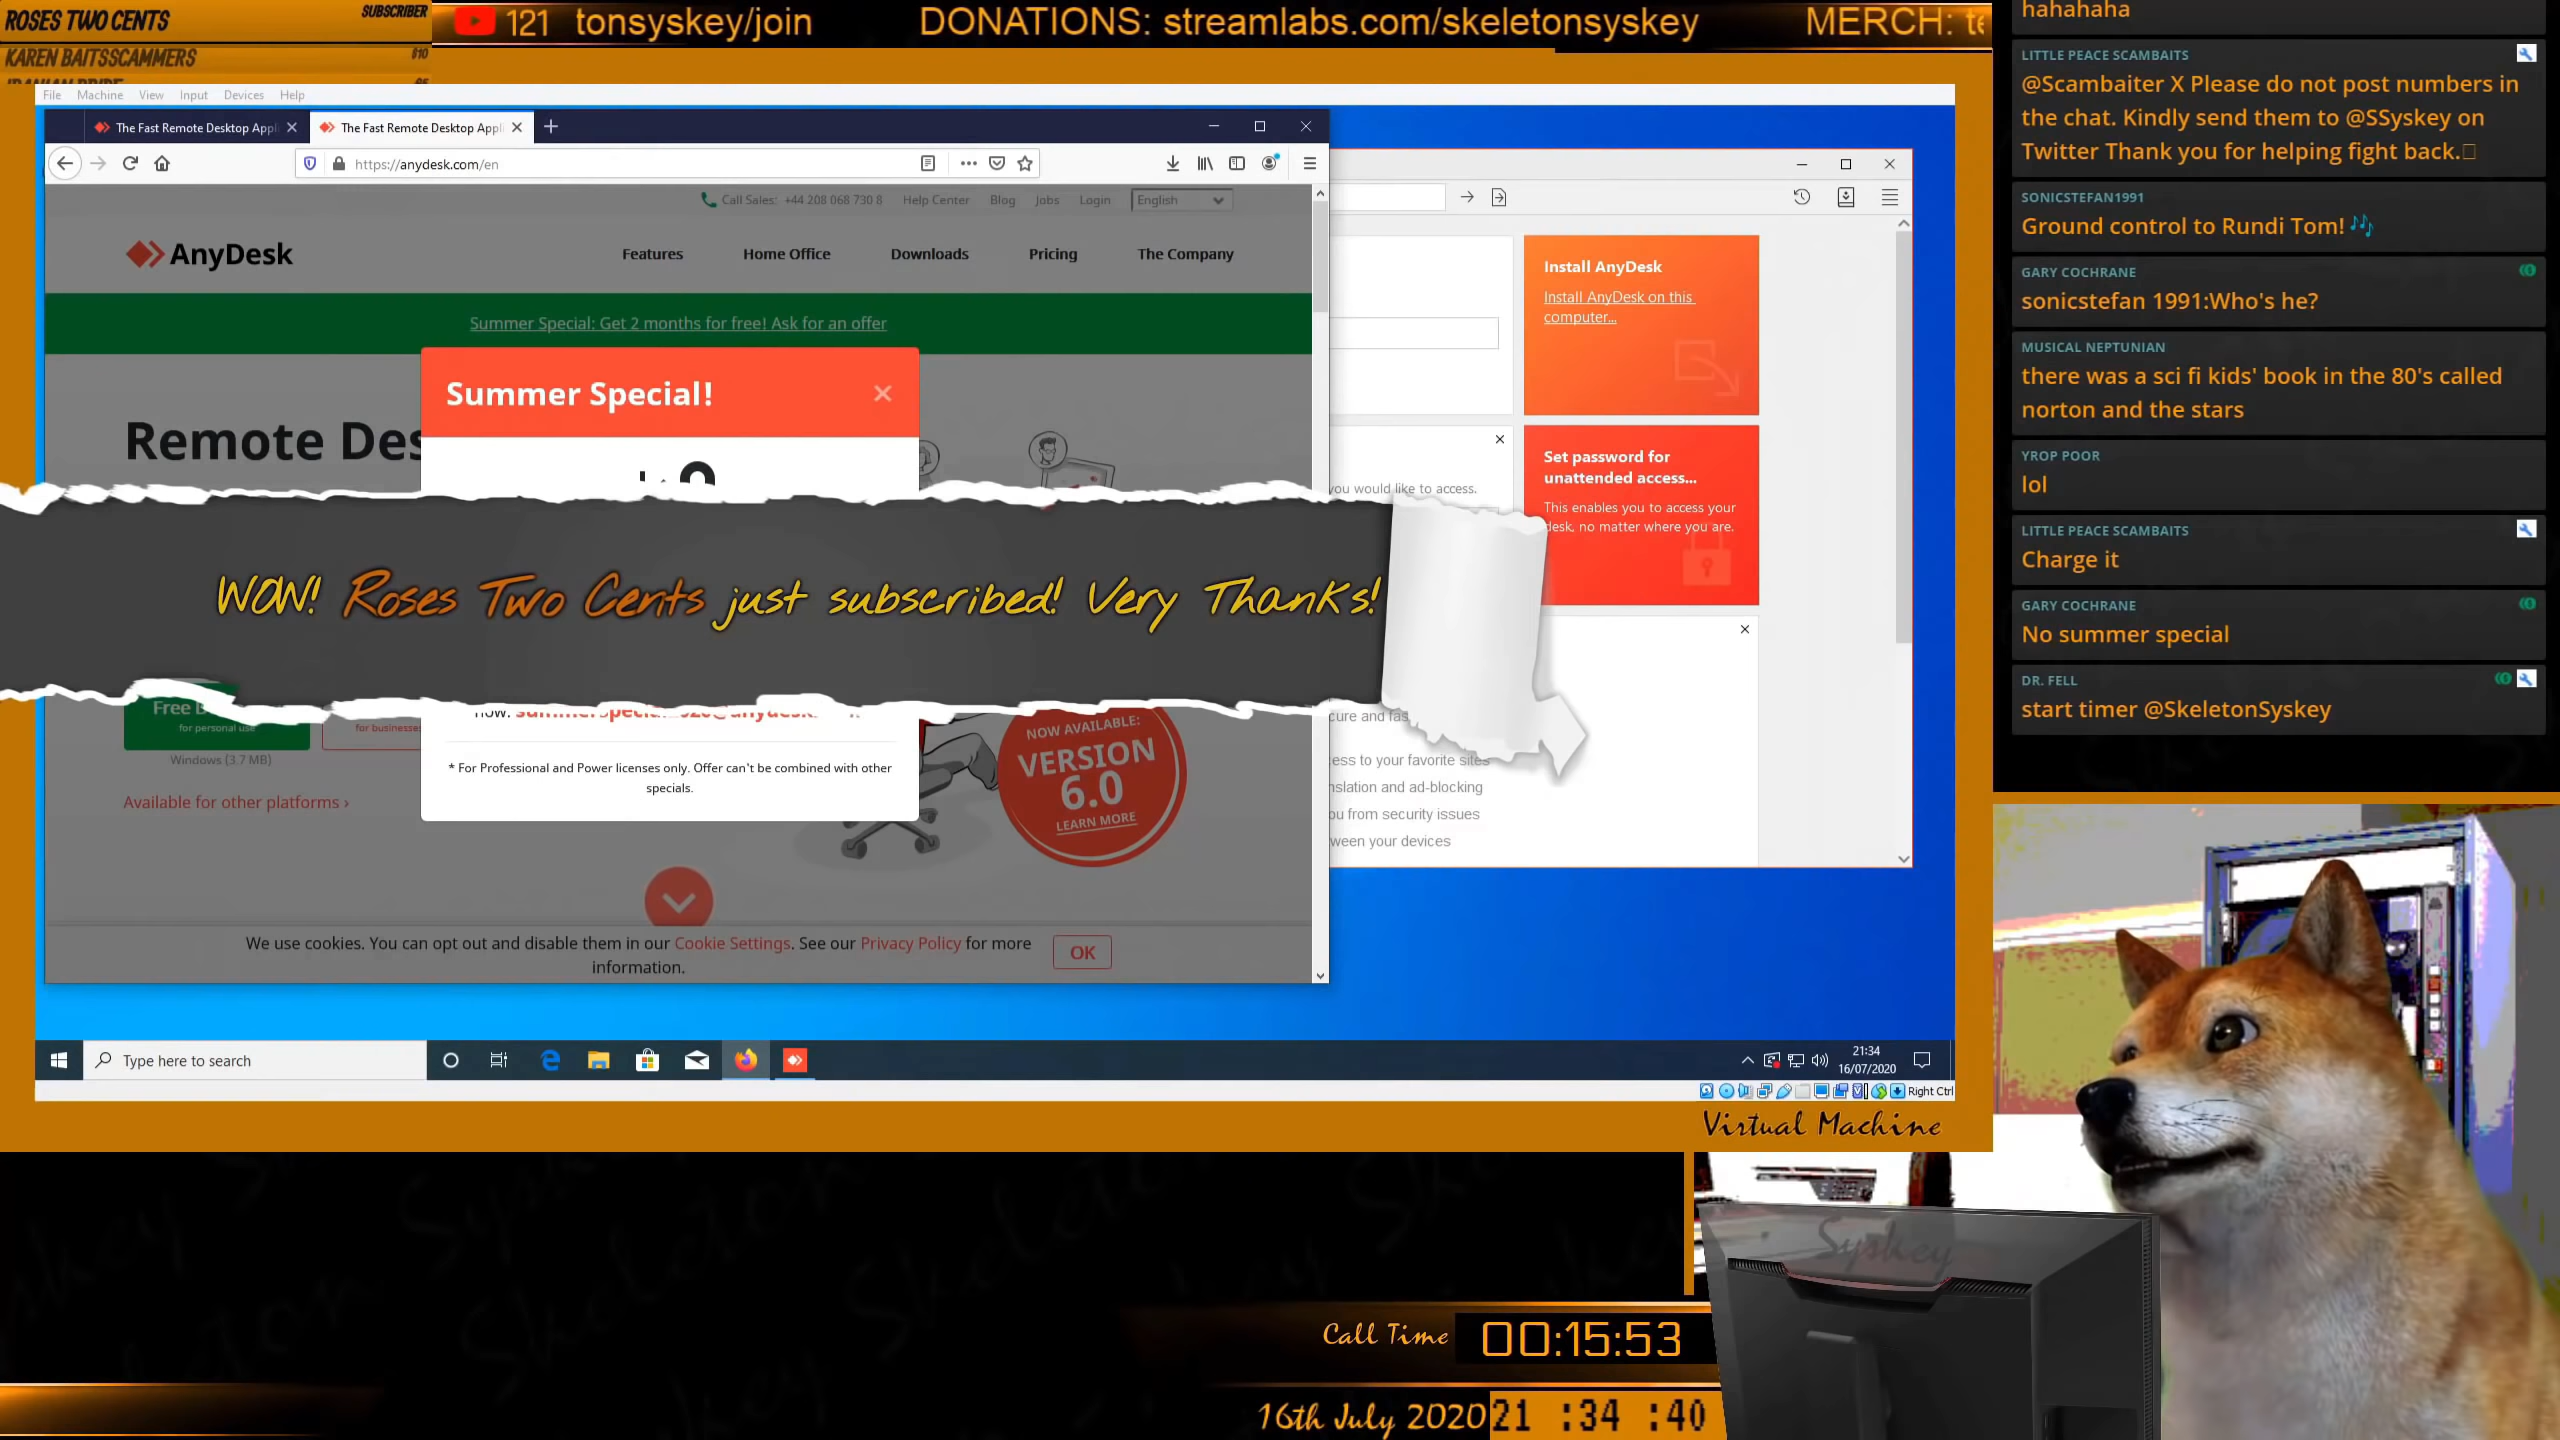 ROSES TWO CENTS SUBSCRIBER
KAREN BAITSSCAMMERS $10
121 tonsyskey/join DONATIONS: streamlabs.com/skeletonsyskey MERCH:
File Machine View Input Devices Help
The Fast Remote Desktop Appl
The Fast Remote Desktop Appli
https://anydesk.com/en
Call Sales: +44 208 068 730 8 Help Center Blog Jobs Login English
AnyDesk
Features Home Office Downloads Pricing The Company
Summer Special: Get 2 months for free! Ask for an offer
Summer Special!
Remote Des
WOW! Roses Two Cents just subscribed! Very Thanks!
for personal use
for businesses
Windows (3.7 MB)
Available for other platforms ›
* For Professional and Power licenses only. Offer can't be combined with other
specials.
NOW AVAILABLE:
VERSION
6.0
LEARN MORE
We use cookies. You can opt out and disable them in our Cookie Settings. See our Privacy Policy for more
information.
OK
Install AnyDesk
Install AnyDesk on this
computer...
you would like to access.
Set password for
unattended access...
This enables you to access your
desk, no matter where you are.
cure and fas
ess to your favorite sites
nslation and ad-blocking
ou from security issues
ween your devices
Type here to search
21:34
16/07/2020
Right Ctrl
Virtual Machine
hahahaha
LITTLE PEACE SCAMBAITS
@Scambaiter X Please do not post numbers in
the chat. Kindly send them to @SSyskey on
Twitter Thank you for helping fight back.
SONICSTEFAN1991
Ground control to Rundi Tom! 🎶
GARY COCHRANE
sonicstefan 1991:Who's he?
MUSICAL NEPTUNIAN
there was a sci fi kids' book in the 80's called
norton and the stars
YROP POOR
lol
LITTLE PEACE SCAMBAITS
Charge it
GARY COCHRANE
No summer special
DR. FELL
start timer @SkeletonSyskey
Syskey
Call Time 00:15:53
16th July 2020 21 :34 :40